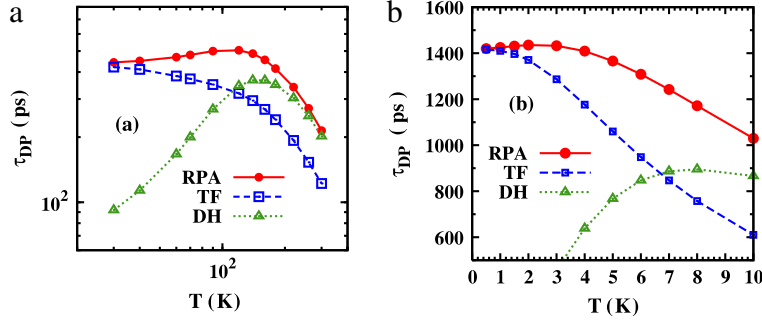 a
τDP ( ps)
10²
(a)
RPA
TF
DH
10²
T (K)
b
τDP ( ps)
1600
1400
1200
1000
800
600
(b)
RPA
TF
DH
0 1 2 3 4 5 6 7 8 9 10
T (K)